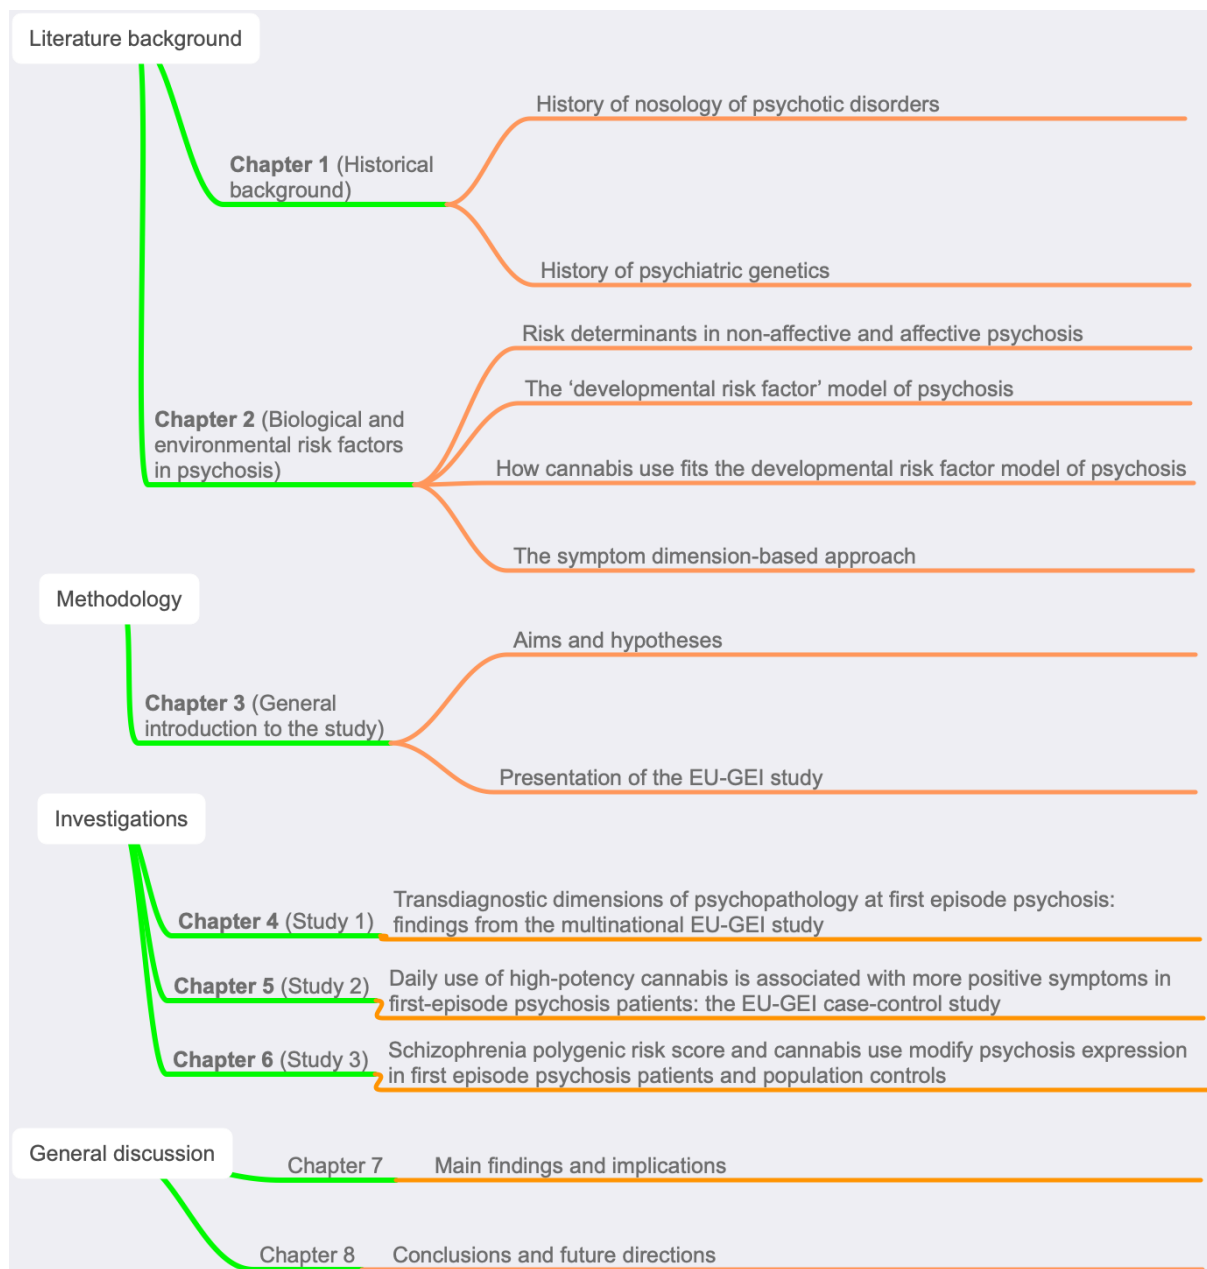 Literature background
History of nosology of psychotic disorders
Chapter 1 (Historical
background)
History of psychiatric genetics
Risk determinants in non-affective and affective psychosis
The ‘developmental risk factor’ model of psychosis
Chapter 2 (Biological and
environmental risk factors
in psychosis)
How cannabis use fits the developmental risk factor model of psychosis
The symptom dimension-based approach
Methodology
Aims and hypotheses
Chapter 3 (General
introduction to the study)
Presentation of the EU-GEI study
Investigations
Chapter 4 (Study 1)
Transdiagnostic dimensions of psychopathology at first episode psychosis:
findings from the multinational EU-GEI study
Chapter 5 (Study 2)
Daily use of high-potency cannabis is associated with more positive symptoms in
first-episode psychosis patients: the EU-GEI case-control study
Chapter 6 (Study 3)
Schizophrenia polygenic risk score and cannabis use modify psychosis expression
in first episode psychosis patients and population controls
General discussion
Chapter 7
Main findings and implications
Chapter 8
Conclusions and future directions